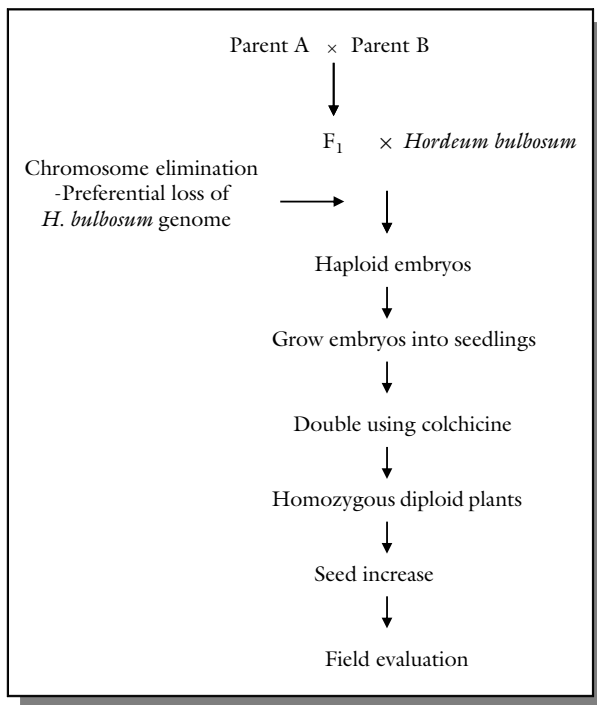 Parent A × Parent B
F₁ × Hordeum bulbosum
Chromosome elimination
-Preferential loss of
H. bulbosum genome
Haploid embryos
Grow embryos into seedlings
Double using colchicine
Homozygous diploid plants
Seed increase
Field evaluation